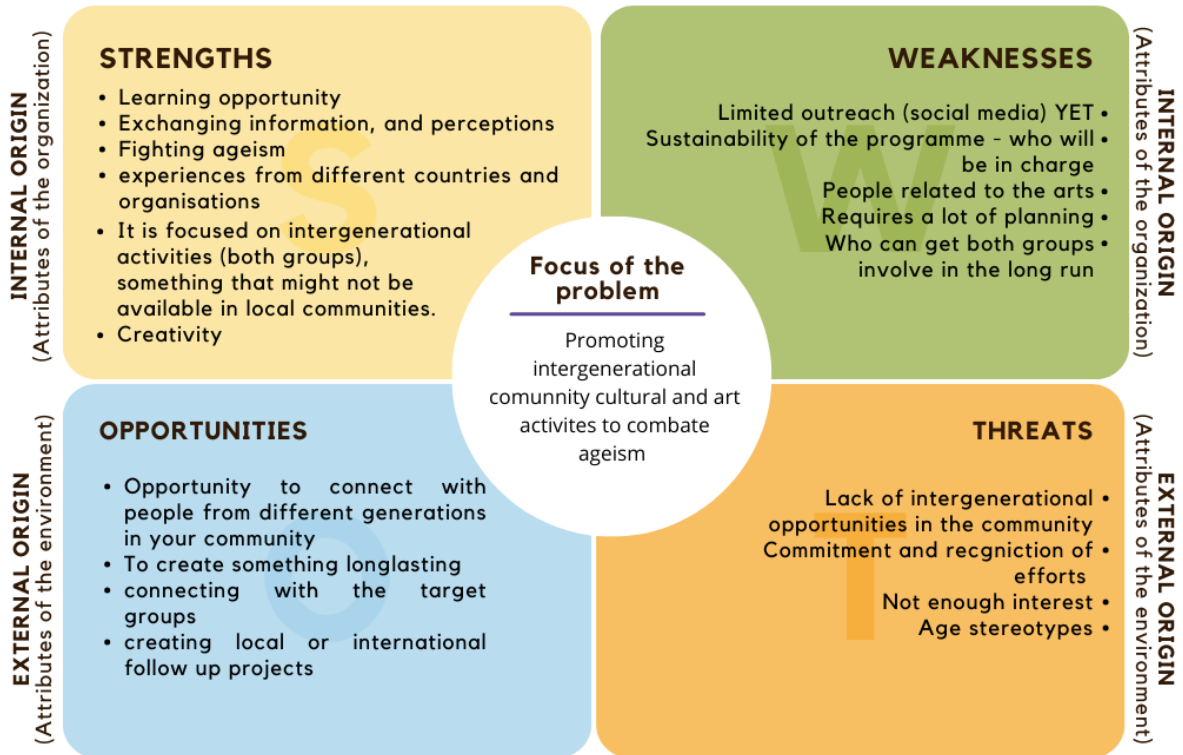 INTERNAL ORIGIN
(Attributes of the organization)
STRENGTHS
• Learning opportunity
• Exchanging information, and perceptions
• Fighting ageism
• experiences from different countries and
organisations
• It is focused on intergenerational
activities (both groups),
something that might not be
available in local communities.
• Creativity
S
WEAKNESSES
Limited outreach (social media) YET •
Sustainability of the programme - who will •
be in charge
People related to the arts •
Requires a lot of planning •
Who can get both groups •
involve in the long run
W
INTERNAL ORIGIN
(Attributes of the organization)
Focus of the
problem
Promoting
intergenerational
comunnity cultural and art
activites to combate
ageism
EXTERNAL ORIGIN
(Attributes of the environment)
OPPORTUNITIES
• Opportunity to connect with
people from different generations
in your community
• To create something longlasting
• connecting with the target
groups
• creating local or international
follow up projects
O
THREATS
Lack of intergenerational •
opportunities in the community
Commitment and recgniction of •
efforts
Not enough interest •
Age stereotypes •
T
EXTERNAL ORIGIN
(Attributes of the environment)